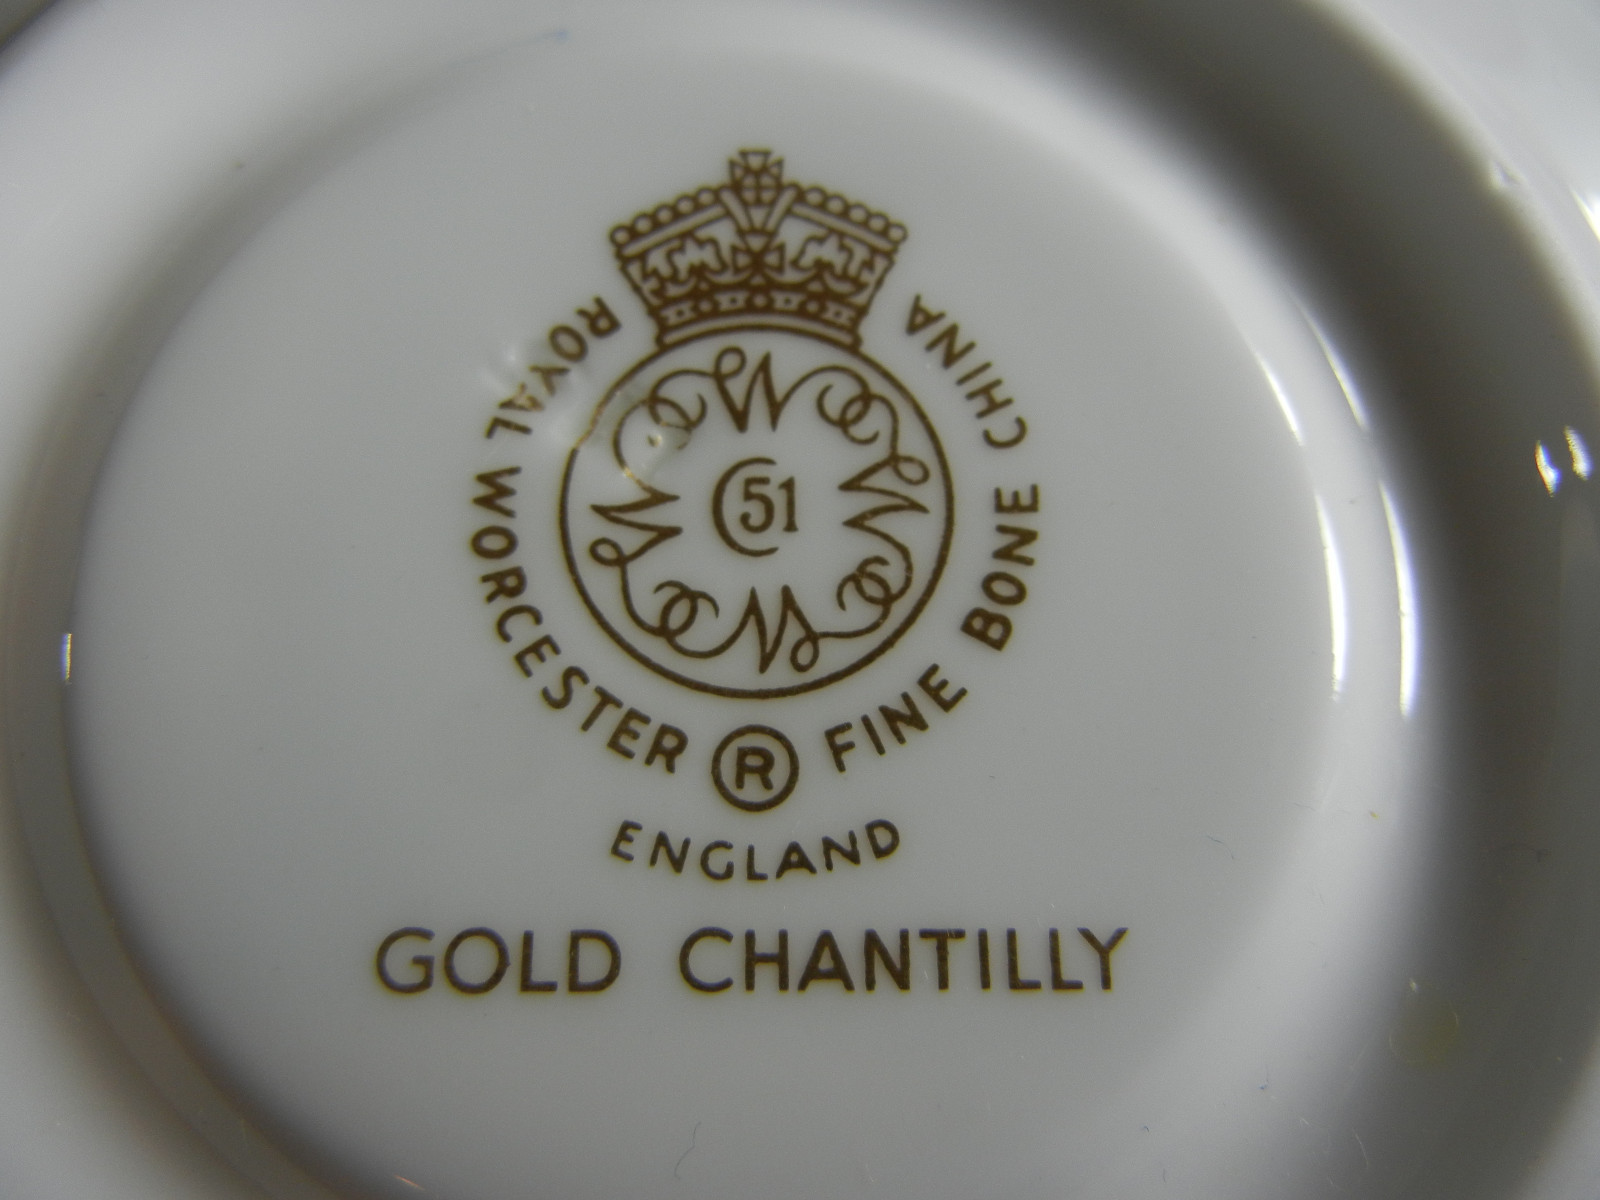 C51
ROYAL WORCESTER ® FINE BONE CHINA
ENGLAND
GOLD CHANTILLY